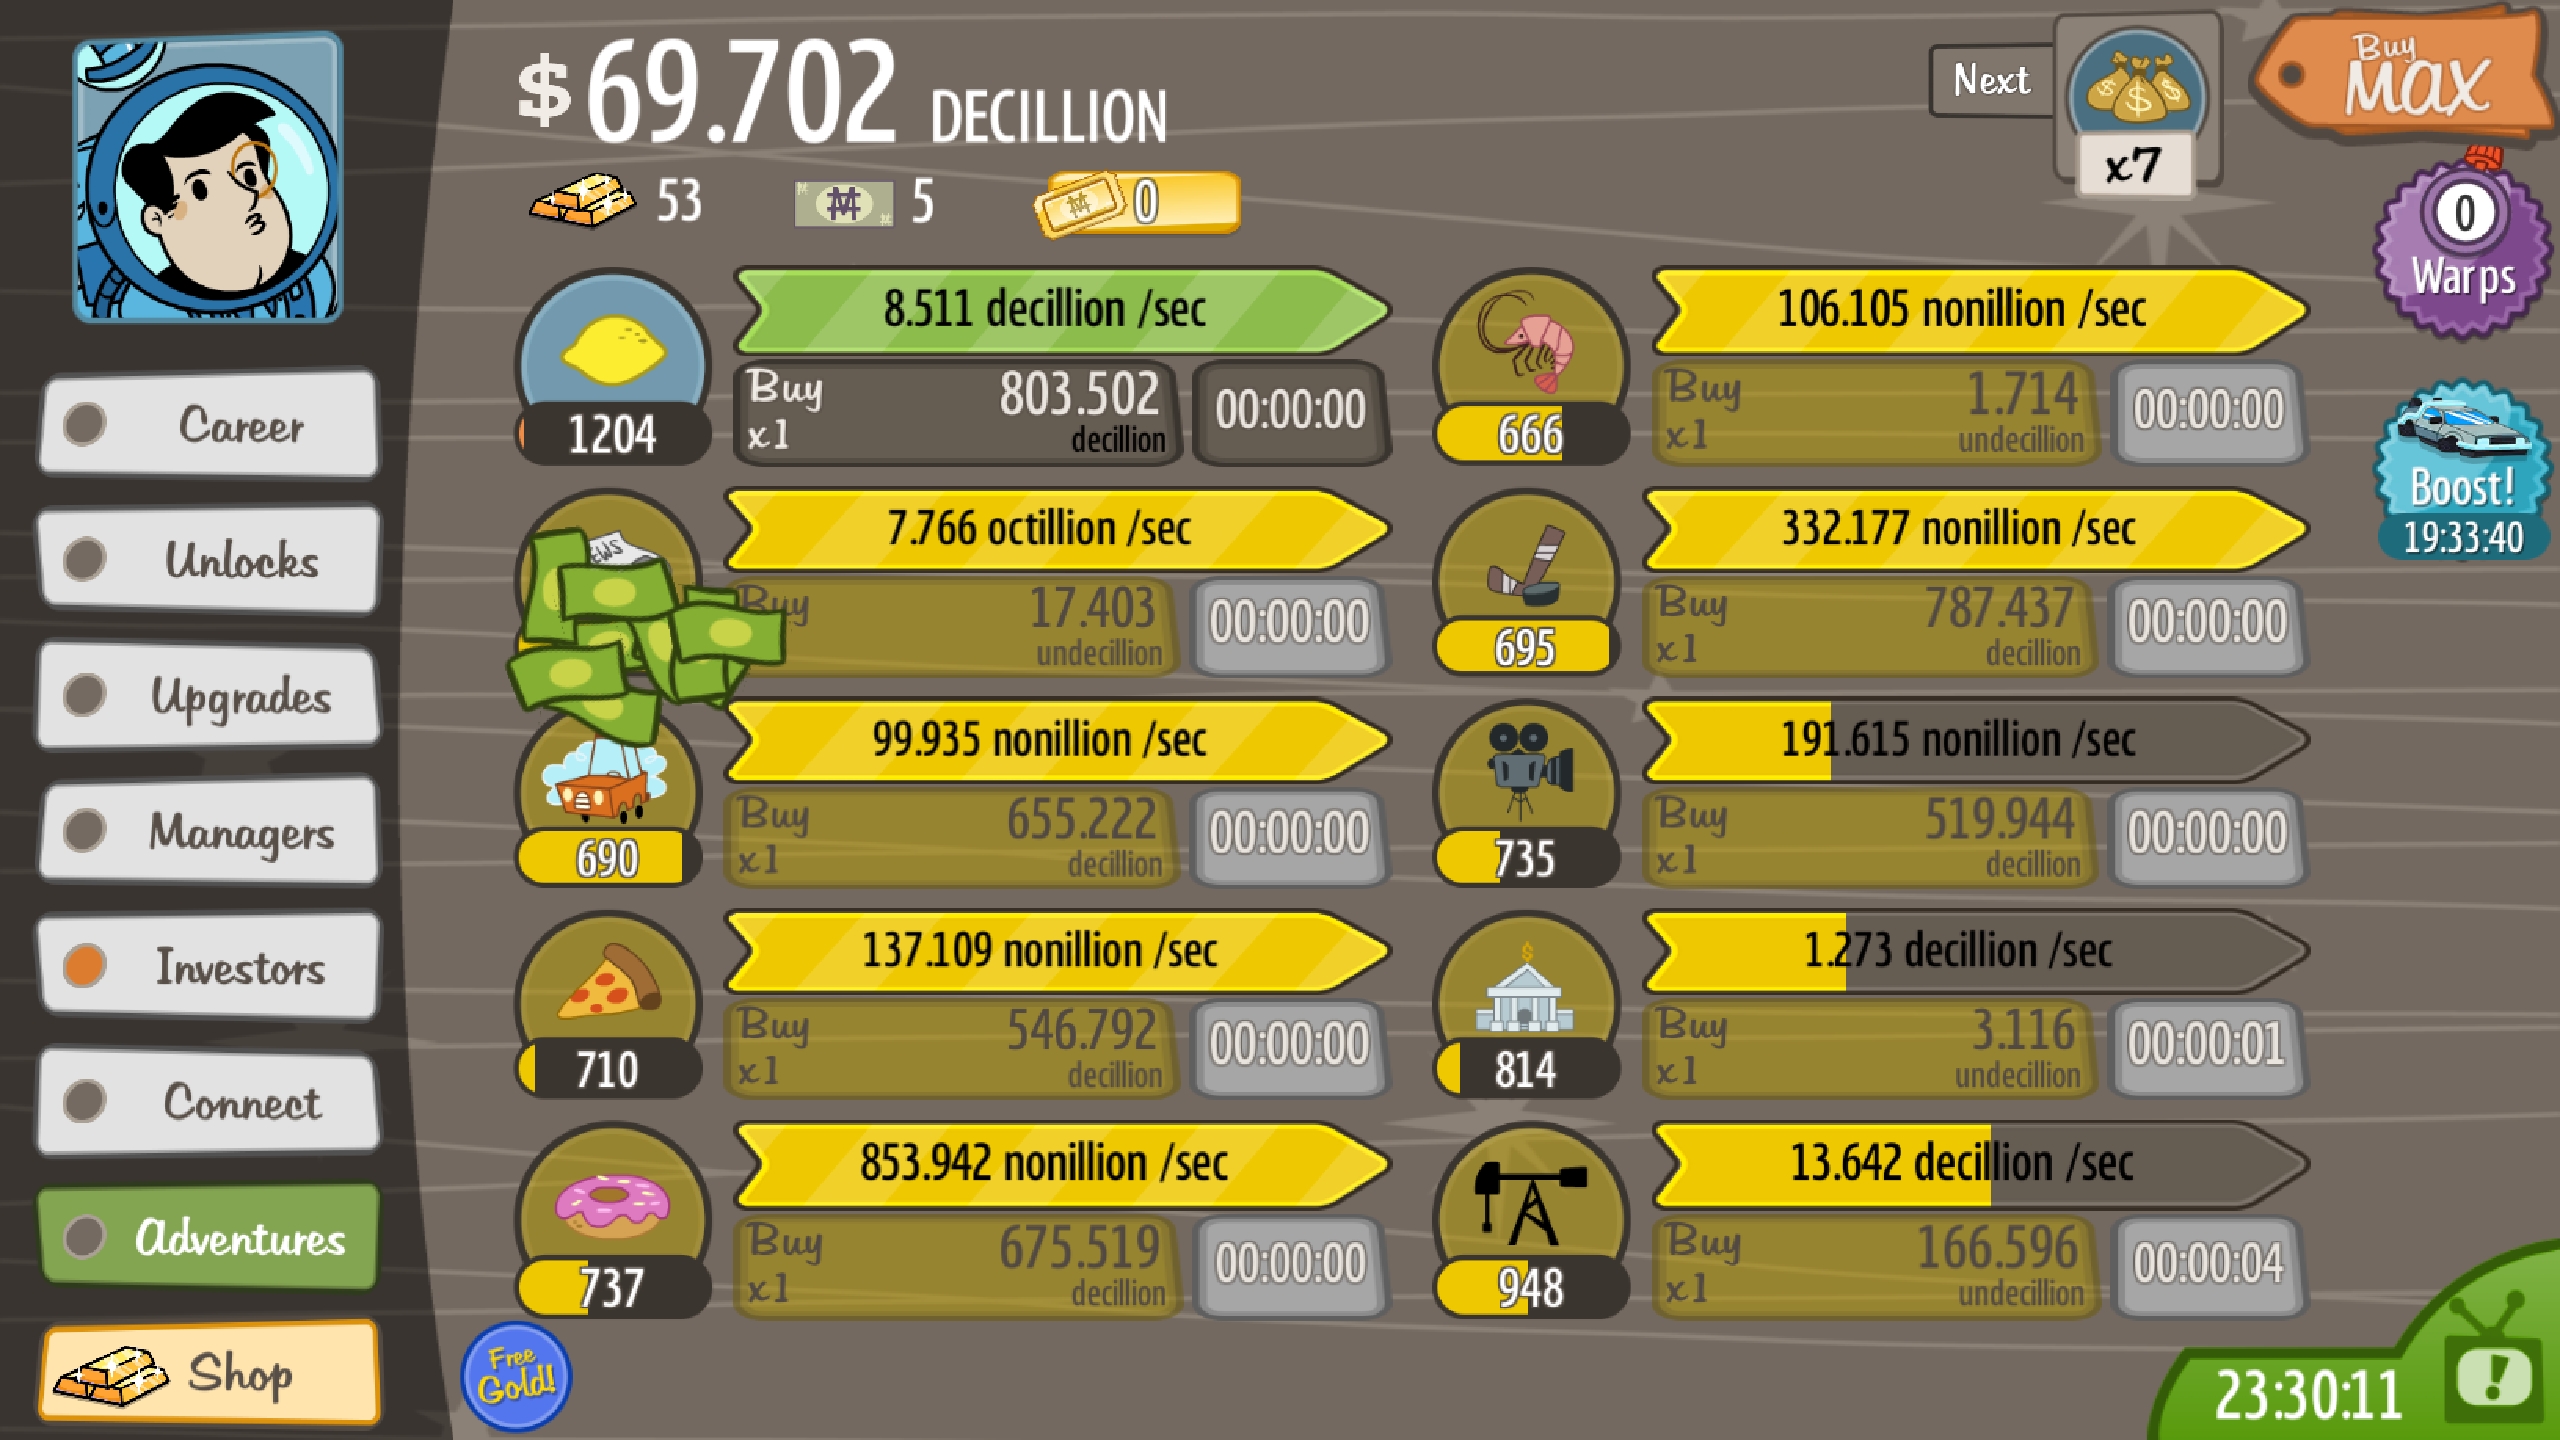 $69.702 DECILLION
Next
x7
Buy
MAX
53
5
0
0
Warps
Boost!
19:33:40
Career
Unlocks
Upgrades
Managers
Investors
Connect
Adventures
Shop
Free
Gold!
8.511 decillion /sec
Buy
x1
803.502
decillion
00:00:00
1204
7.766 octillion /sec
Buy
17.403
undecillion
00:00:00
99.935 nonillion /sec
Buy
x1
655.222
decillion
00:00:00
690
137.109 nonillion /sec
Buy
x1
546.792
decillion
00:00:00
710
853.942 nonillion /sec
Buy
x1
675.519
decillion
00:00:00
737
106.105 nonillion /sec
Buy
x1
1.714
undecillion
00:00:00
666
332.177 nonillion /sec
Buy
x1
787.437
decillion
00:00:00
695
191.615 nonillion /sec
Buy
x1
519.944
decillion
00:00:00
735
1.273 decillion /sec
Buy
x1
3.116
undecillion
00:00:01
814
13.642 decillion /sec
Buy
x1
166.596
undecillion
00:00:04
948
23:30:11
!